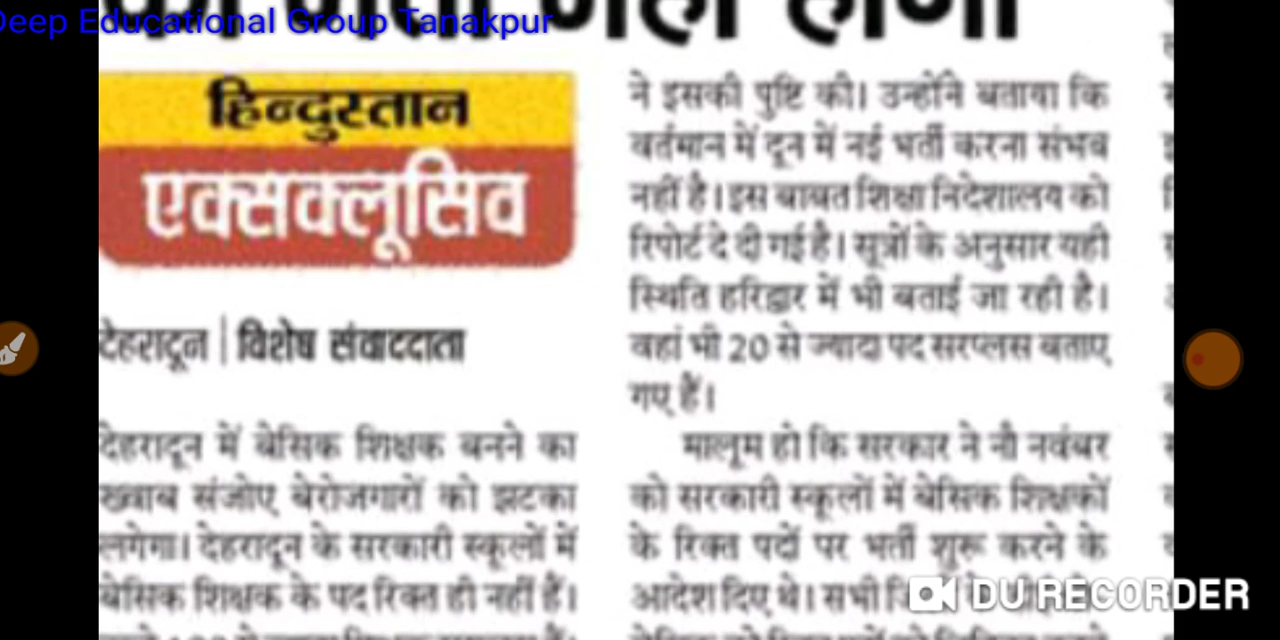 Deep Educational Group Tanakpur
हिन्दुस्तान
एक्सक्लूसिव
देहरादून | विशेष संवाददाता
देहरादून में बेसिक शिक्षक बनने का
ख्वाब संजोए बेरोजगारों को झटका
लगेगा। देहरादून के सरकारी स्कूलों में
बेसिक शिक्षक के पद रिक्त ही नहीं हैं।
ने इसकी पुष्टि की। उन्होंने बताया कि
वर्तमान में दून में नई भर्ती करना संभव
नहीं है। इस बाबत शिक्षा निदेशालय को
रिपोर्ट दे दी गई है। सूत्रों के अनुसार यही
स्थिति हरिद्वार में भी बताई जा रही है।
वहां भी 20 से ज्यादा पद सरप्लस बताए
गए हैं।
मालूम हो कि सरकार ने नौ नवंबर
को सरकारी स्कूलों में बेसिक शिक्षकों
के रिक्त पदों पर भर्ती शुरू करने के
आदेश दिए थे। सभी
DU RECORDER